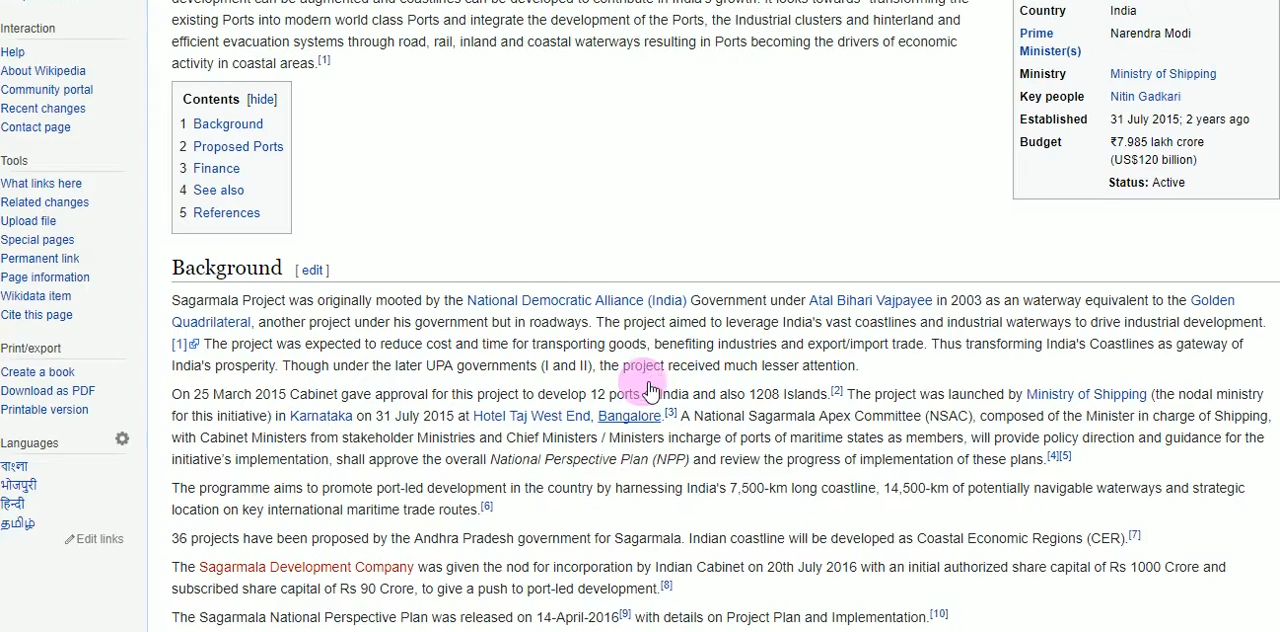 Interaction
Help
About Wikipedia
Community portal
Recent changes
Contact page
Tools
What links here
Related changes
Upload file
Special pages
Permanent link
Page information
Wikidata item
Cite this page
Print/export
Create a book
Download as PDF
Printable version
Languages
বাংলা
भोजपुरी
हिन्दी
தமிழ்
Edit links
existing Ports into modern world class Ports and integrate the development of the Ports, the Industrial clusters and hinterland and
efficient evacuation systems through road, rail, inland and coastal waterways resulting in Ports becoming the drivers of economic
activity in coastal areas.[1]
Contents [hide]
1 Background
2 Proposed Ports
3 Finance
4 See also
5 References
Country India
Prime Narendra Modi
Minister(s)
Ministry Ministry of Shipping
Key people Nitin Gadkari
Established 31 July 2015; 2 years ago
Budget ₹7.985 lakh crore
(US$120 billion)
Status: Active
Background [ edit ]
Sagarmala Project was originally mooted by the National Democratic Alliance (India) Government under Atal Bihari Vajpayee in 2003 as an waterway equivalent to the Golden
Quadrilateral, another project under his government but in roadways. The project aimed to leverage India's vast coastlines and industrial waterways to drive industrial development.
[1] The project was expected to reduce cost and time for transporting goods, benefiting industries and export/import trade. Thus transforming India's Coastlines as gateway of
India's prosperity. Though under the later UPA governments (I and II), the project received much lesser attention.
On 25 March 2015 Cabinet gave approval for this project to develop 12 ports India and also 1208 Islands.[2] The project was launched by Ministry of Shipping (the nodal ministry
for this initiative) in Karnataka on 31 July 2015 at Hotel Taj West End, Bangalore.[3] A National Sagarmala Apex Committee (NSAC), composed of the Minister in charge of Shipping,
with Cabinet Ministers from stakeholder Ministries and Chief Ministers / Ministers incharge of ports of maritime states as members, will provide policy direction and guidance for the
initiative's implementation, shall approve the overall National Perspective Plan (NPP) and review the progress of implementation of these plans.[4][5]
The programme aims to promote port-led development in the country by harnessing India's 7,500-km long coastline, 14,500-km of potentially navigable waterways and strategic
location on key international maritime trade routes.[6]
36 projects have been proposed by the Andhra Pradesh government for Sagarmala. Indian coastline will be developed as Coastal Economic Regions (CER).[7]
The Sagarmala Development Company was given the nod for incorporation by Indian Cabinet on 20th July 2016 with an initial authorized share capital of Rs 1000 Crore and
subscribed share capital of Rs 90 Crore, to give a push to port-led development.[8]
The Sagarmala National Perspective Plan was released on 14-April-2016[9] with details on Project Plan and Implementation.[10]